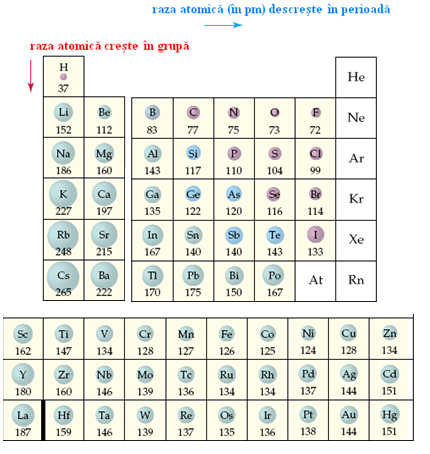 raza atomică (în pm) descrește în perioadă
raza atomică crește în grupă
H He
37
Li Be B C N O F Ne
152 112 83 77 75 73 72
Na Mg Al Si P S Cl Ar
186 160 143 117 110 104 99
K Ca Ga Ge As Se Br Kr
227 197 135 122 120 116 114
Rb Sr In Sn Sb Te I Xe
248 215 167 140 140 143 133
Cs Ba Tl Pb Bi Po At Rn
265 222 170 175 150 167
Sc Ti V Cr Mn Fe Co Ni Cu Zn
162 147 134 128 127 126 125 124 128 134
Y Zr Nb Mo Tc Ru Rh Pd Ag Cd
180 160 146 139 136 134 134 137 144 151
La Hf Ta W Re Os Ir Pt Au Hg
187 159 146 139 137 135 136 138 144 151